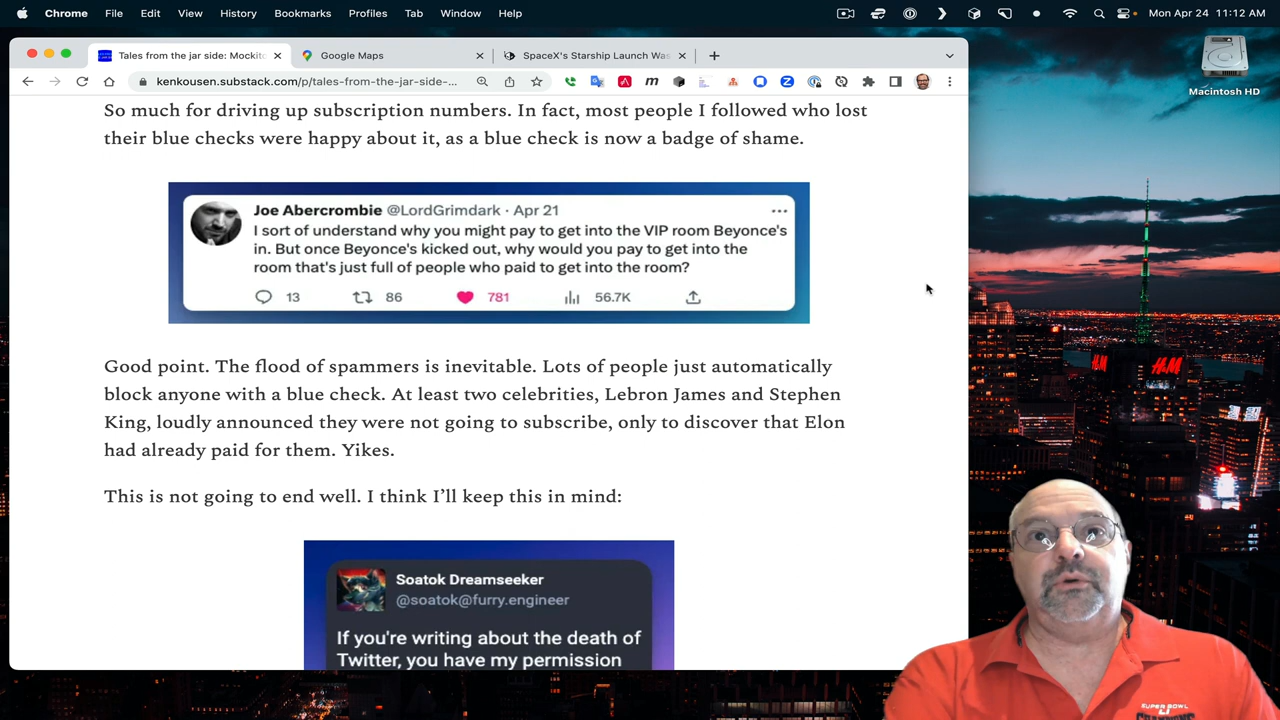 Chrome File Edit View History Bookmarks Profiles Tab Window Help Mon Apr 24 11:12 AM
Tales from the jar side: Mockito Google Maps SpaceX's Starship Launch Was
kenkousen.substack.com/p/tales-from-the-jar-side-...
Macintosh HD
So much for driving up subscription numbers. In fact, most people I followed who lost
their blue checks were happy about it, as a blue check is now a badge of shame.
Joe Abercrombie @LordGrimdark · Apr 21
I sort of understand why you might pay to get into the VIP room Beyonce's
in. But once Beyonce's kicked out, why would you pay to get into the
room that's just full of people who paid to get into the room?
13 86 781 56.7K
Good point. The flood of spammers is inevitable. Lots of people just automatically
block anyone with a blue check. At least two celebrities, Lebron James and Stephen
King, loudly announced they were not going to subscribe, only to discover that Elon
had already paid for them. Yikes.
This is not going to end well. I think I’ll keep this in mind:
Soatok Dreamseeker
@soatok@furry.engineer
If you're writing about the death of
Twitter, you have my permission
H&M H&M
SUPER BOWL
LI